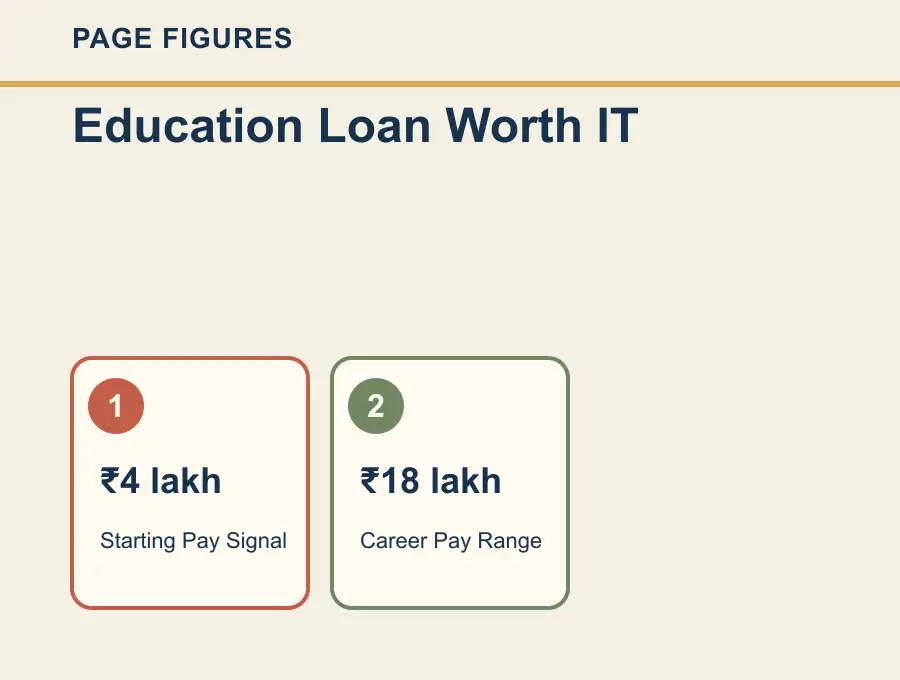 PAGE FIGURES
Education Loan Worth IT
1
₹4 lakh
Starting Pay Signal
2
₹18 lakh
Career Pay Range